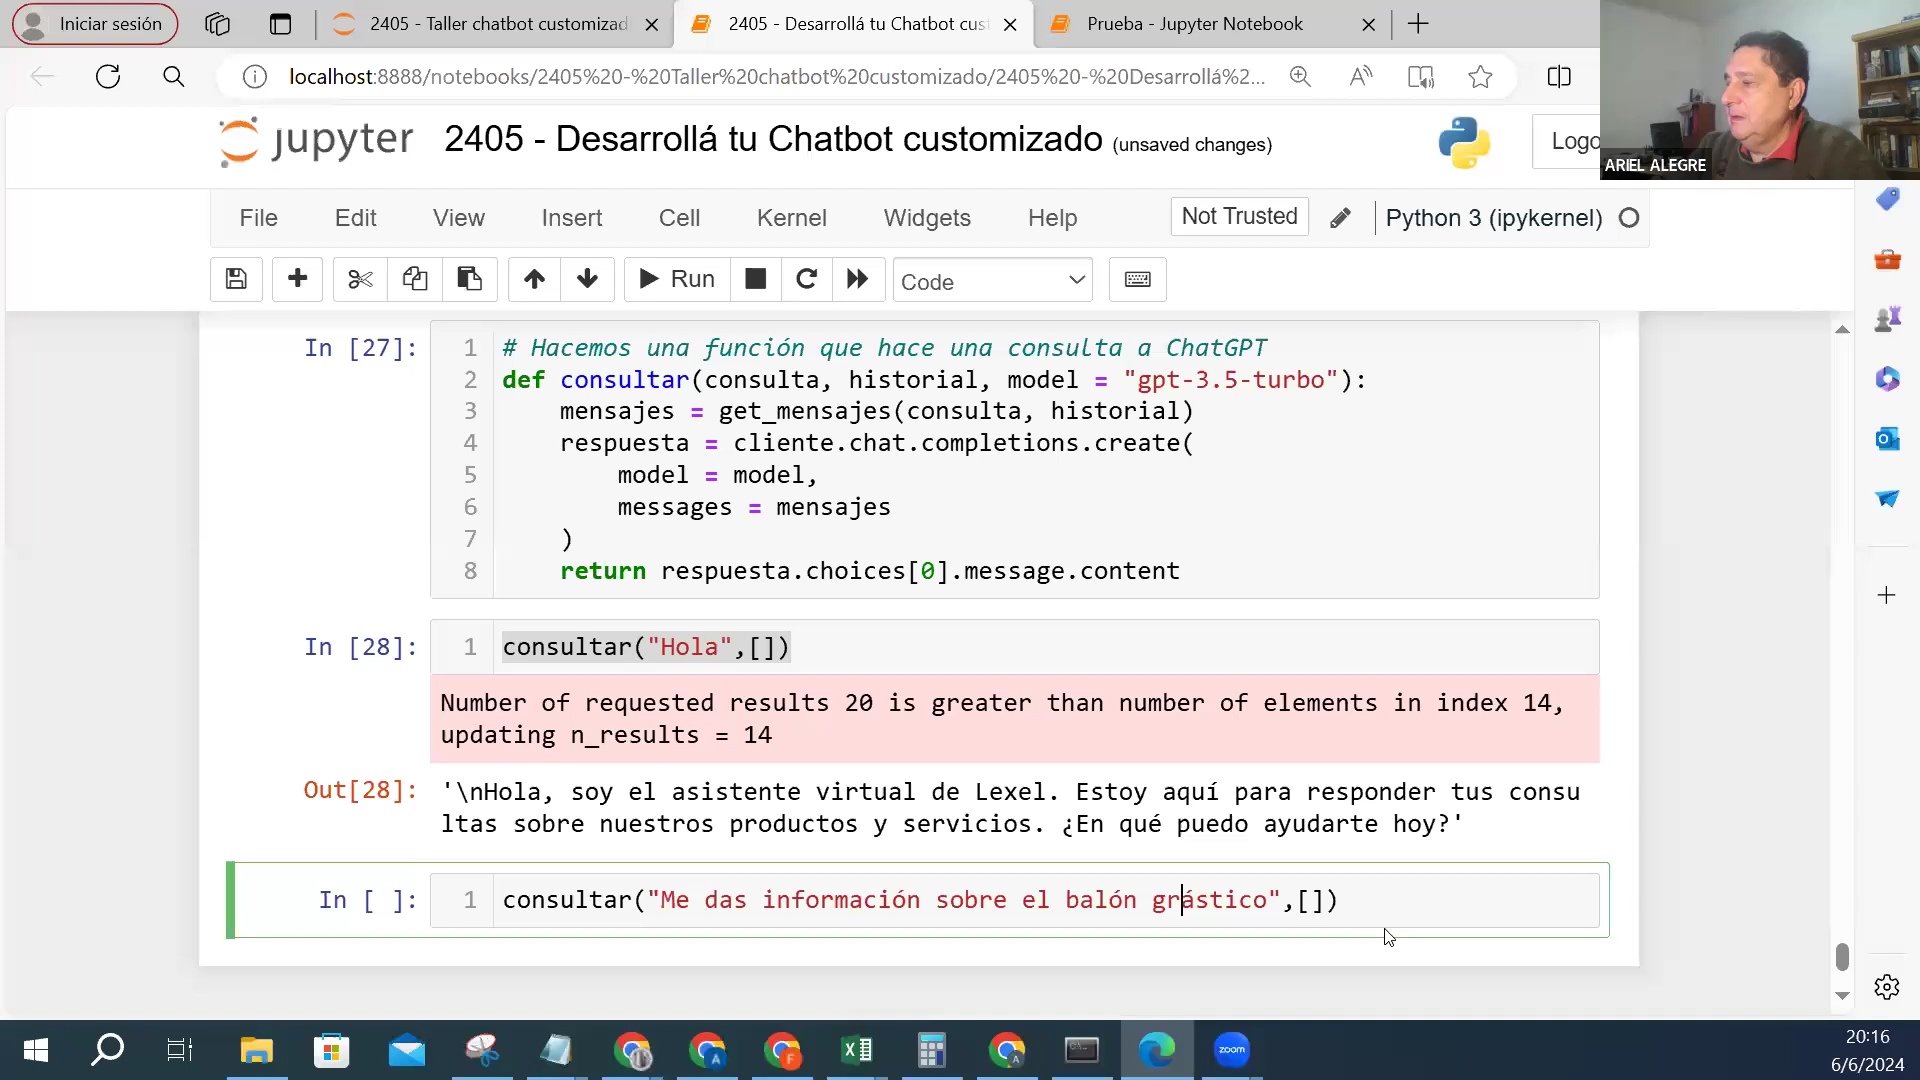 Iniciar sesión
2405 - Taller chatbot customizad
2405 - Desarrollá tu Chatbot cus
Prueba - Jupyter Notebook
localhost:8888/notebooks/2405%20-%20Taller%20chatbot%20customizado/2405%20-%20Desarrollá%2...
jupyter
2405 - Desarrollá tu Chatbot customizado (unsaved changes)
Logo
ARIEL ALEGRE
File Edit View Insert Cell Kernel Widgets Help
Not Trusted
Python 3 (ipykernel)
Run
Code
In [27]:
1 # Hacemos una función que hace una consulta a ChatGPT
2 def consultar(consulta, historial, model = "gpt-3.5-turbo"):
3 mensajes = get_mensajes(consulta, historial)
4 respuesta = cliente.chat.completions.create(
5 model = model,
6 messages = mensajes
7 )
8 return respuesta.choices[0].message.content
In [28]:
1 consultar("Hola",[])
Number of requested results 20 is greater than number of elements in index 14,
updating n_results = 14
Out[28]:
'\nHola, soy el asistente virtual de Lexel. Estoy aquí para responder tus consu
ltas sobre nuestros productos y servicios. ¿En qué puedo ayudarte hoy?'
In [ ]:
1 consultar("Me das información sobre el balón grástico",[])
zoom
20:16
6/6/2024